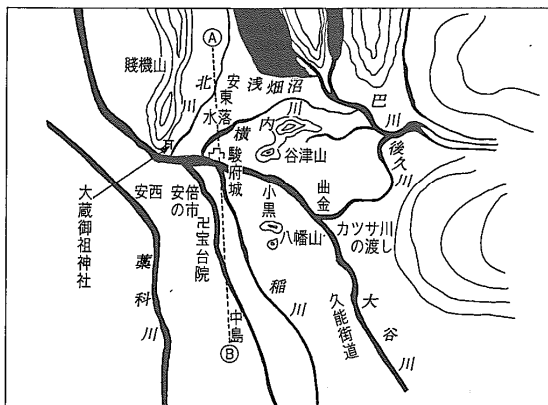 Ⓐ
賤機山
北川
安東
浅畑沼
巴川
水落
横内川
谷津山
駿府城
後久川
大蔵御祖神社
安西
安倍の市
卍宝台院
小黒
八幡山
曲金
カツサ川の渡し
藁科川
稲川
中島
久能街道
大谷川
Ⓑ